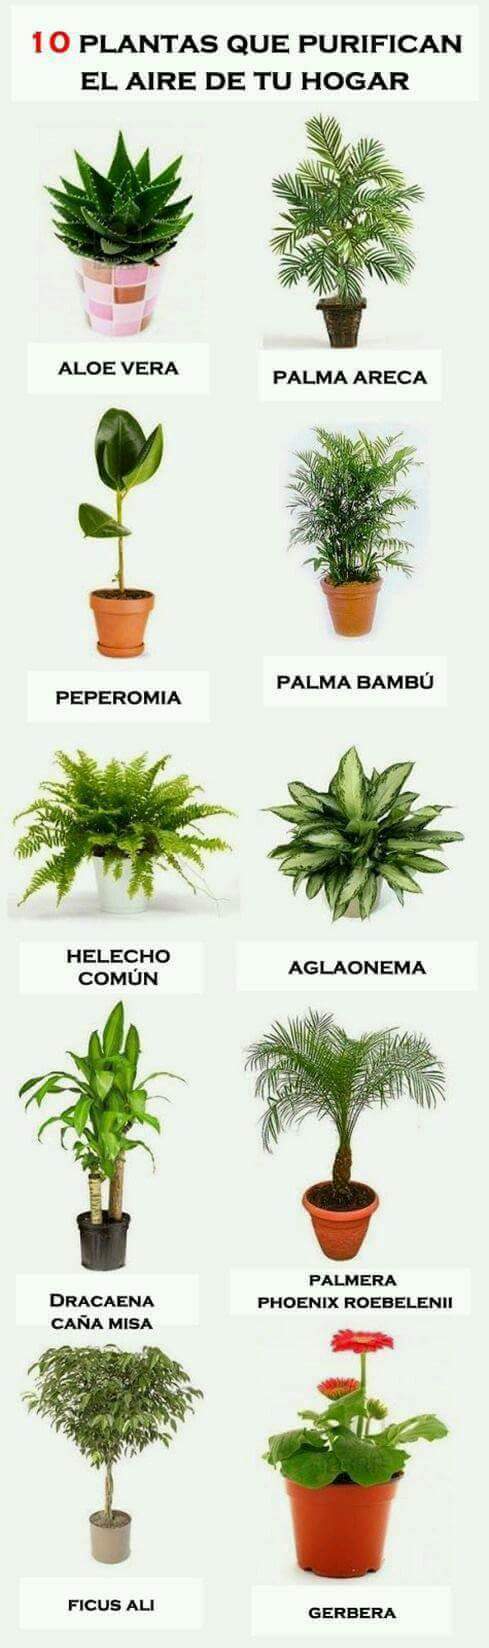 10 PLANTAS QUE PURIFICAN
EL AIRE DE TU HOGAR
ALOE VERA
PALMA ARECA
PEPEROMIA
PALMA BAMBÚ
HELECHO
COMÚN
AGLAONEMA
DRACAENA
CAÑA MISA
PALMERA
PHOENIX ROEBELENII
FICUS ALI
GERBERA